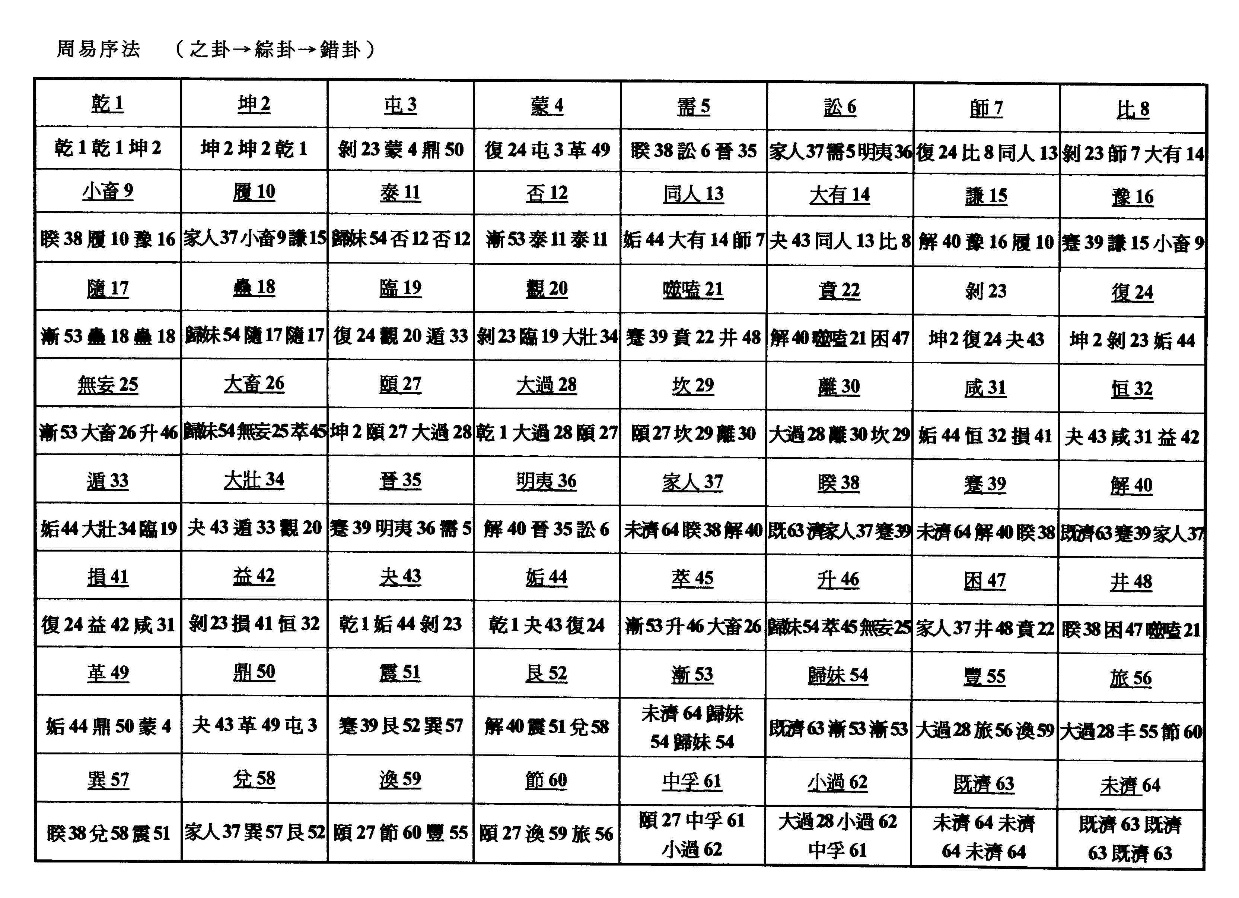 周易序法 （之卦→綜卦→錯卦）
乾1 坤2 屯3 蒙4 需5 訟6 師7 比8
乾1乾1坤2 坤2坤2乾1 剝23蒙4鼎50 復24屯3革49 睽38訟6晉35 家人37需5明夷36 復24比8同人13 剝23師7大有14
小畜9 履10 泰11 否12 同人13 大有14 謙15 豫16
睽38履10豫16 家人37小畜9謙15 歸妹54否12否12 漸53泰11泰11 姤44大有14師7 夬43同人13比8 解40豫16履10 蹇39謙15小畜9
隨17 蠱18 臨19 觀20 噬嗑21 賁22 剝23 復24
漸53蠱18蠱18 歸妹54隨17隨17 復24觀20遁33 剝23臨19大壯34 蹇39賁22井48 解40噬嗑21困47 坤2復24夬43 坤2剝23姤44
無妄25 大畜26 頤27 大過28 坎29 離30 咸31 恒32
漸53大畜26升46 歸妹54無妄25萃45 坤2頤27大過28 乾1大過28頤27 頤27坎29離30 大過28離30坎29 姤44恒32損41 夬43咸31益42
遁33 大壯34 晉35 明夷36 家人37 睽38 蹇39 解40
姤44大壯34臨19 夬43遁33觀20 蹇39明夷36需5 解40晉35訟6 未濟64睽38解40 既63濟家人37蹇39 未濟64解40睽38 既濟63蹇39家人37
損41 益42 夬43 姤44 萃45 升46 困47 井48
復24益42咸31 剝23損41恒32 乾1姤44剝23 乾1夬43復24 漸53升46大畜26 歸妹54萃45無妄25 家人37井48賁22 睽38困47噬嗑21
革49 鼎50 震51 艮52 漸53 歸妹54 豐55 旅56
姤44鼎50蒙4 夬43革49屯3 蹇39艮52巽57 解40震51兌58 未濟64歸妹 既濟63漸53漸53 大過28旅56渙59 大過28丰55節60
54歸妹54
巽57 兌58 渙59 節60 中孚61 小過62 既濟63 未濟64
睽38兌58震51 家人37巽57艮52 頤27節60豐55 頤27渙59旅56 頤27中孚61 大過28小過62 未濟64未濟 既濟63既濟
小過62 中孚61 64未濟64 63既濟63